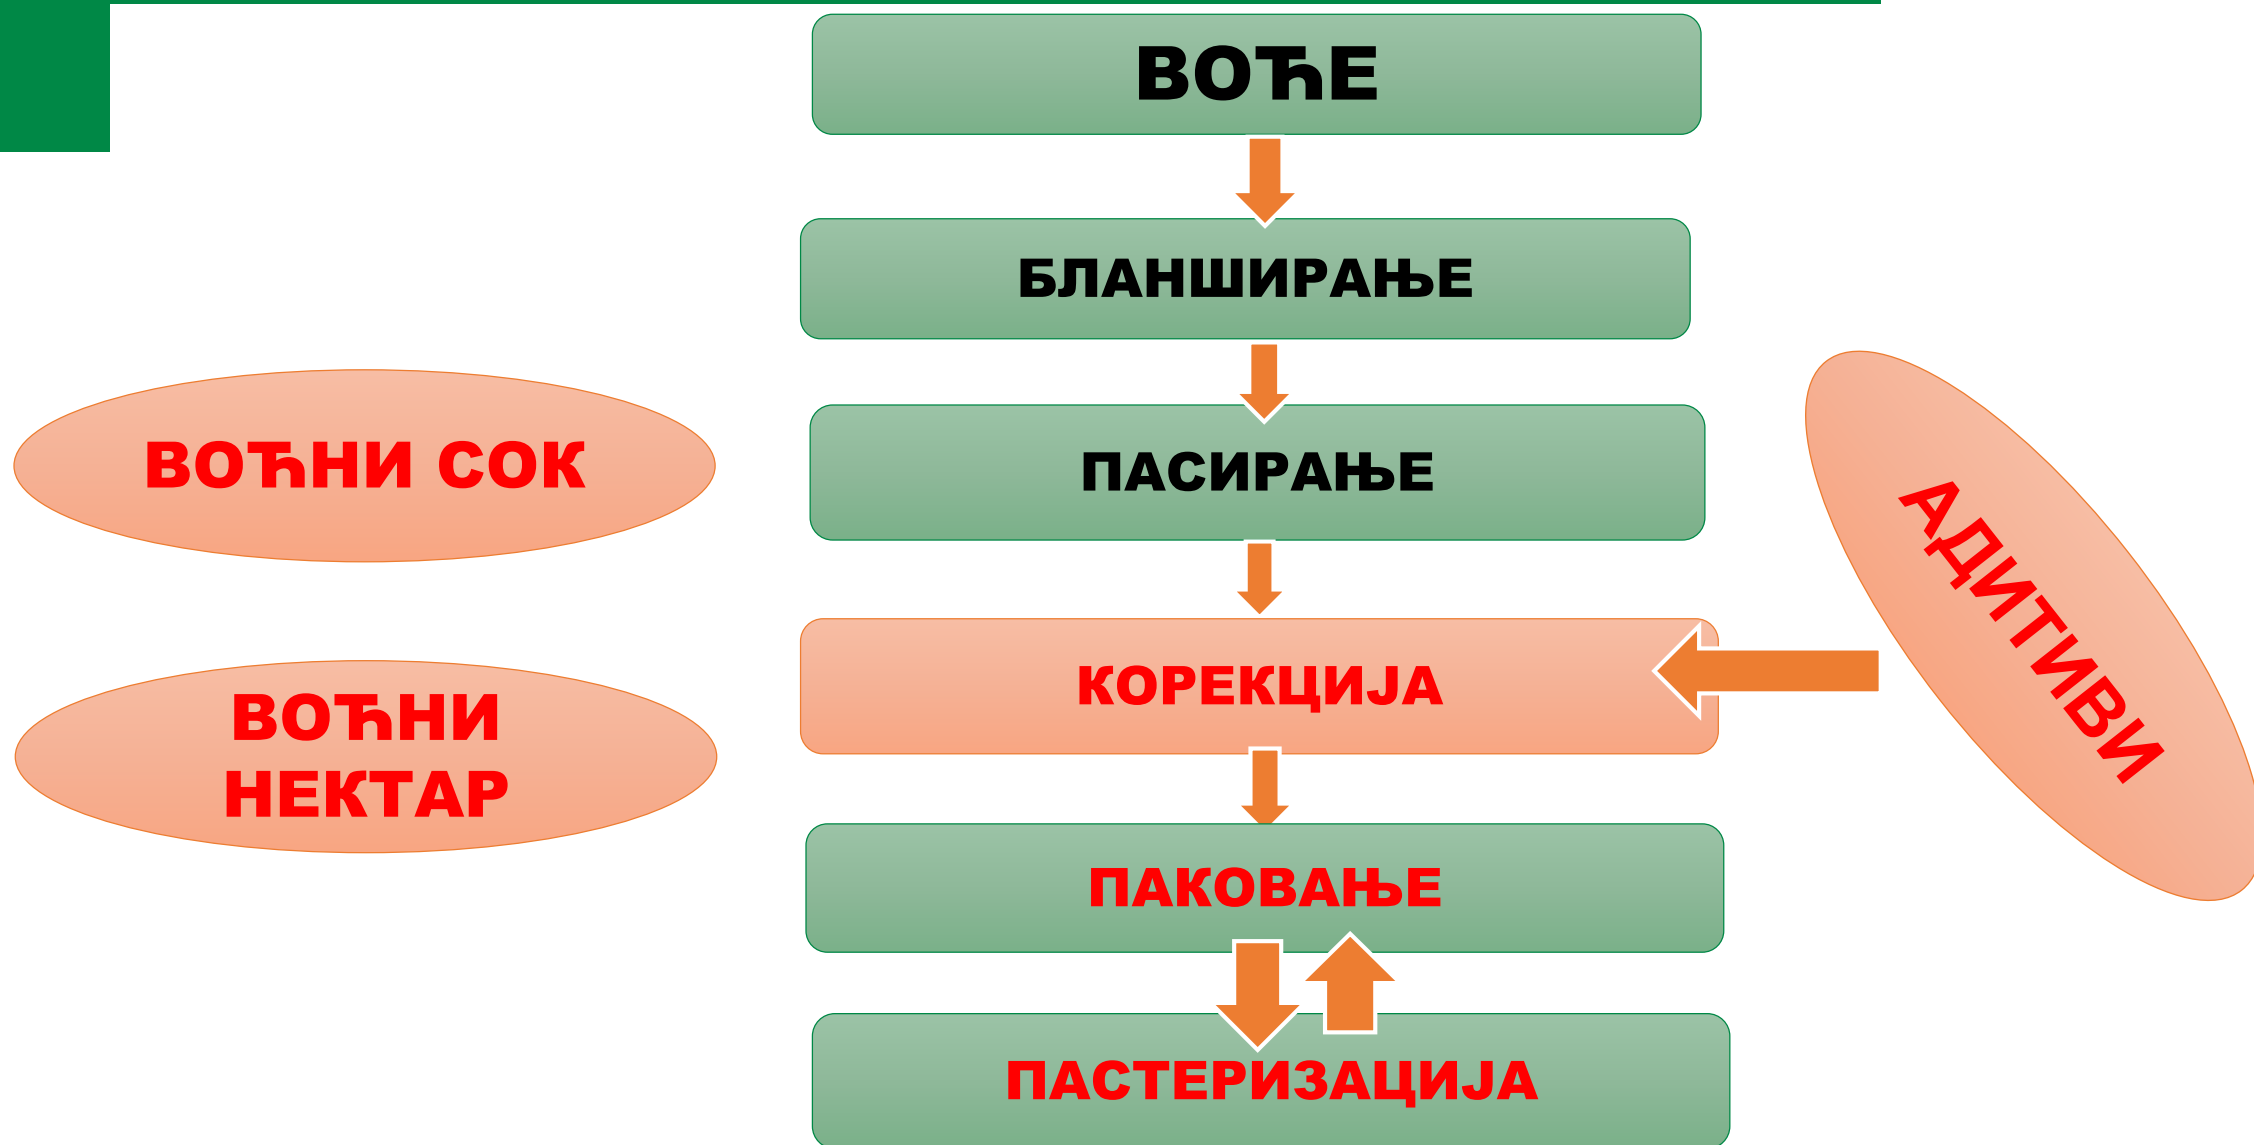 ВОЋЕ
БЛАНШИРАЊЕ
ПАСИРАЊЕ
ВОЋНИ СОК
АДИТИВИ
КОРЕКЦИЈА
ВОЋНИ
НЕКТАР
ПАКОВАЊЕ
ПАСТЕРИЗАЦИЈА